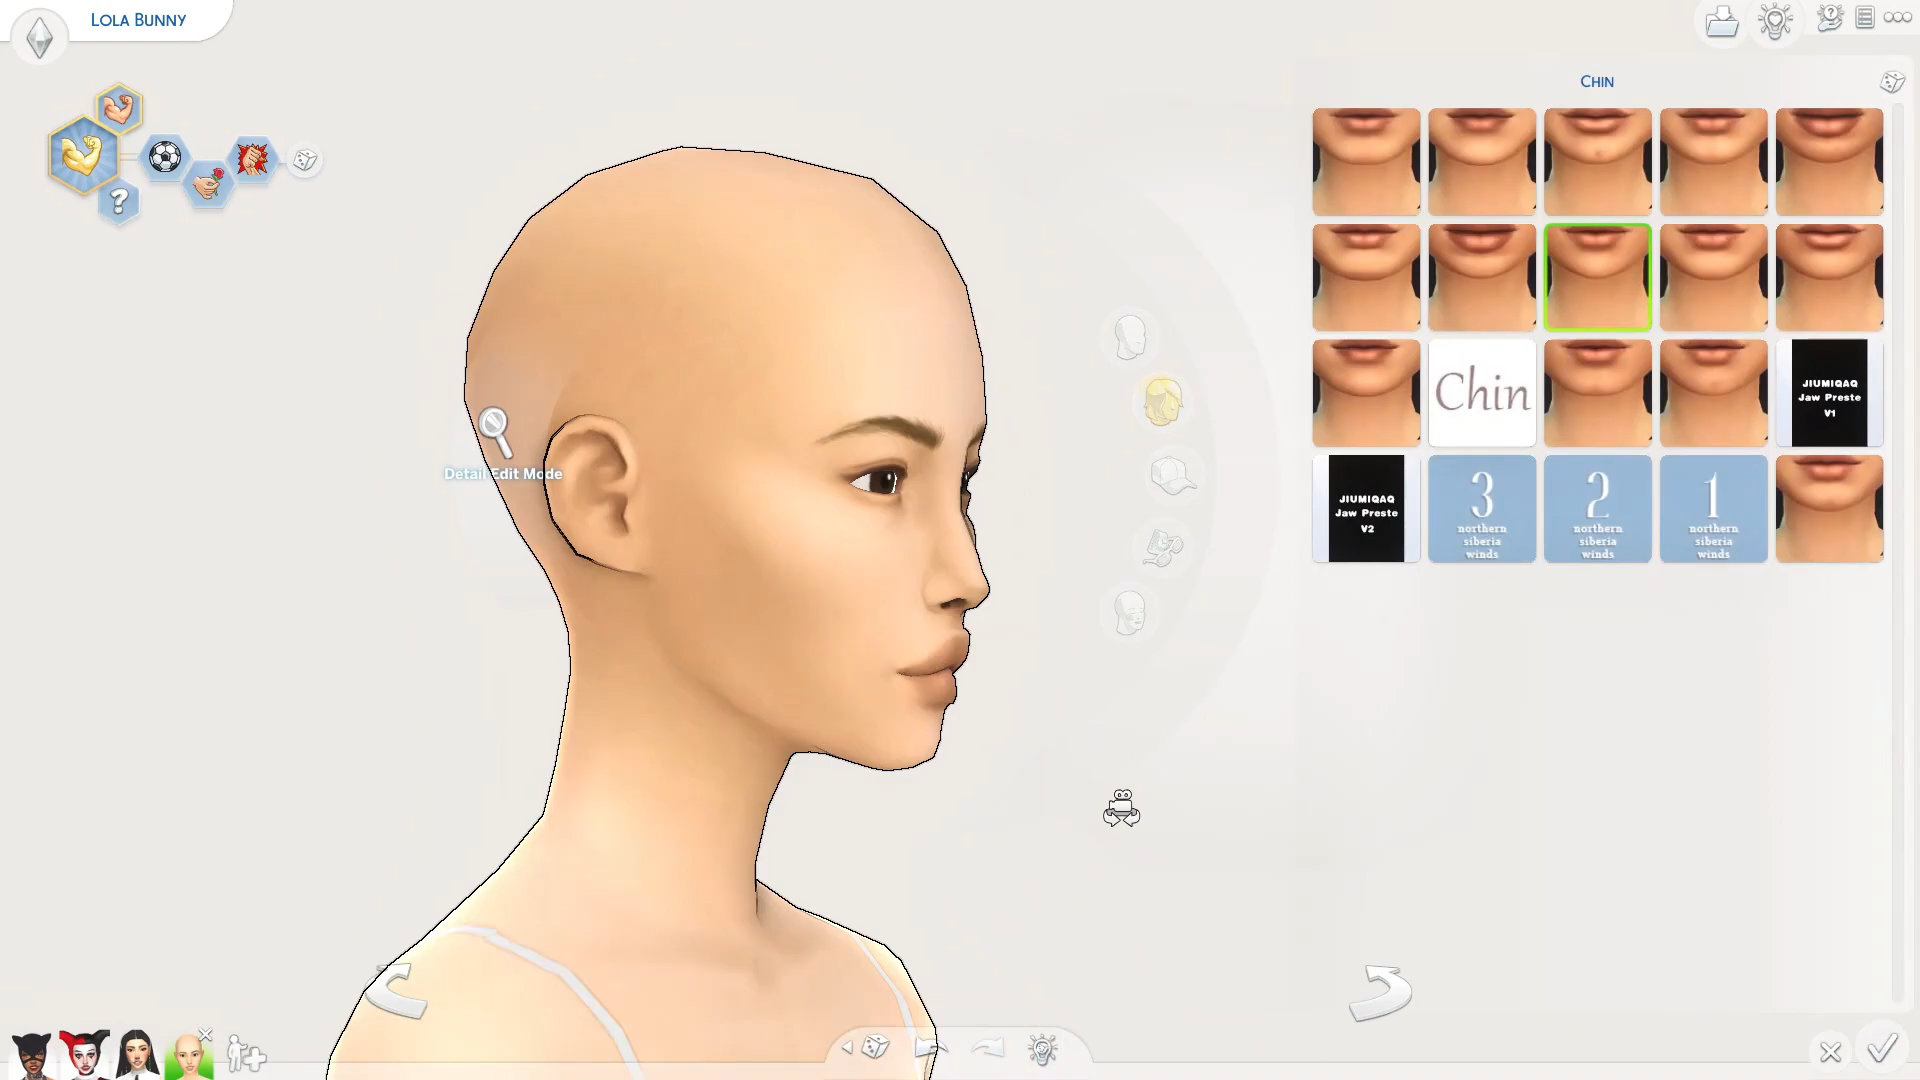 LOLA BUNNY
CHIN
Detail Edit Mode
Chin
JIUMIQAQ
Jaw Preste
V1
JIUMIQAQ
Jaw Preste
V2
3
northern
siberia
winds
2
northern
siberia
winds
1
northern
siberia
winds